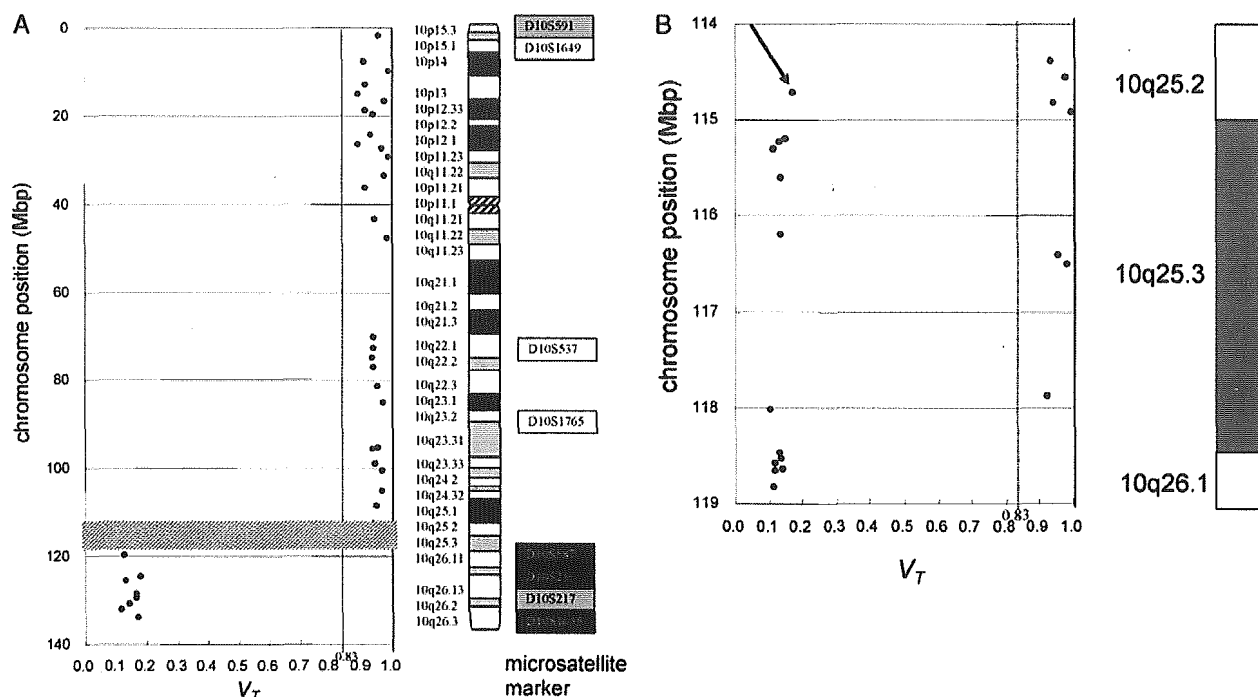 A
chromosome position (Mbp)
0
20
40
60
80
100
120
140
0.0 0.1 0.2 0.3 0.4 0.5 0.6 0.7 0.8 0.83 0.9 1.0
V_T
10p15.3
10p15.1
10p14
10p13
10p12.33
10p12.2
10p12.1
10p11.23
10p11.22
10p11.21
10p11.1
10q11.21
10q11.22
10q11.23
10q21.1
10q21.2
10q21.3
10q22.1
10q22.2
10q22.3
10q23.1
10q23.2
10q23.31
10q23.33
10q24.2
10q24.32
10q25.1
10q25.2
10q25.3
10q26.11
10q26.13
10q26.2
10q26.3
D10S591
D10S1649
D10S537
D10S1765
D10S217
microsatellite
marker
B
chromosome position (Mbp)
114
115
116
117
118
119
0.0 0.1 0.2 0.3 0.4 0.5 0.6 0.7 0.8 0.83 0.9 1.0
V_T
10q25.2
10q25.3
10q26.1